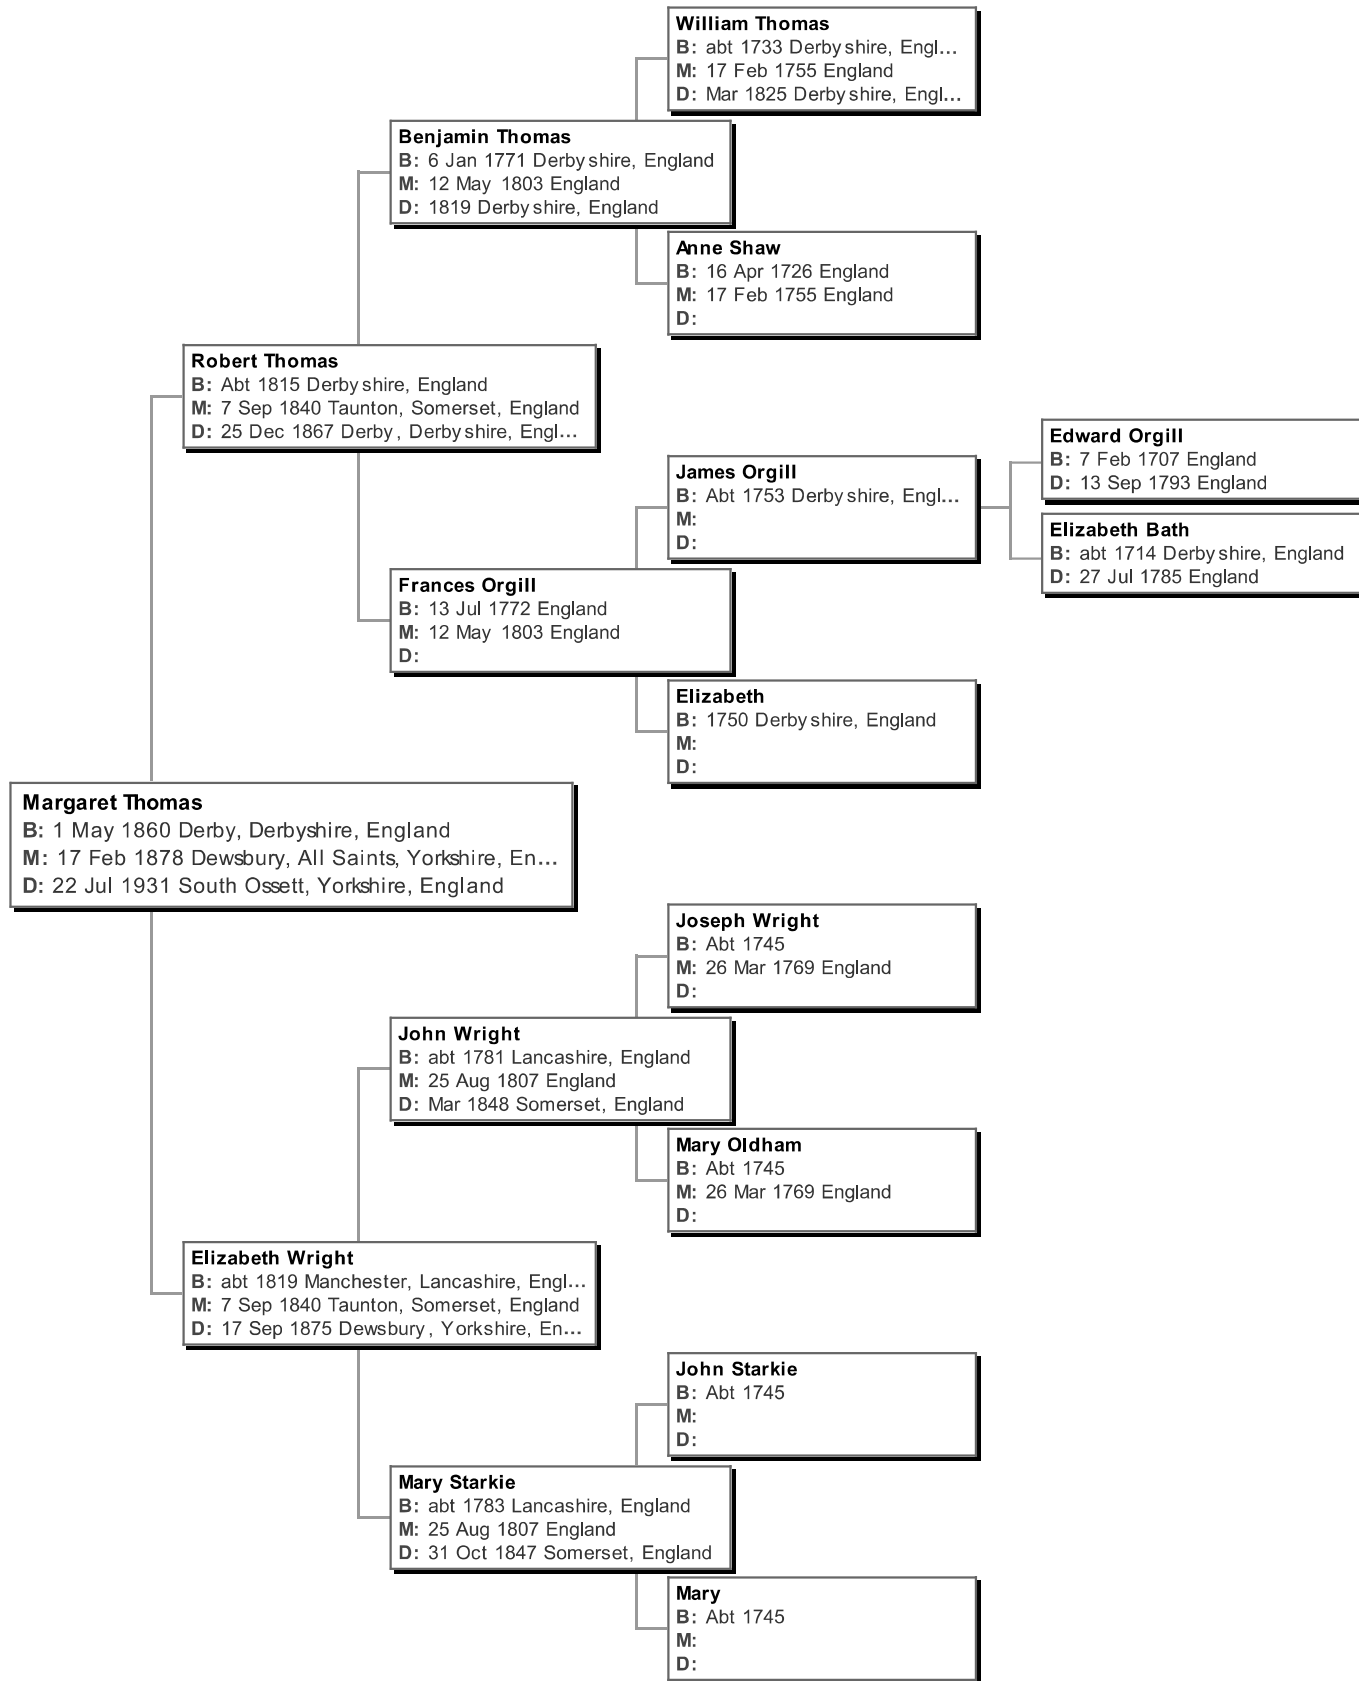 William Thomas
B: abt 1733 Derbyshire, Engl...
M: 17 Feb 1755 England
D: Mar 1825 Derbyshire, Engl...
Benjamin Thomas
B: 6 Jan 1771 Derbyshire, England
M: 12 May 1803 England
D: 1819 Derbyshire, England
Anne Shaw
B: 16 Apr 1726 England
M: 17 Feb 1755 England
D:
Robert Thomas
B: Abt 1815 Derbyshire, England
M: 7 Sep 1840 Taunton, Somerset, England
D: 25 Dec 1867 Derby, Derbyshire, Engl...
Edward Orgill
B: 7 Feb 1707 England
D: 13 Sep 1793 England
James Orgill
B: Abt 1753 Derbyshire, Engl...
M:
D:
Elizabeth Bath
B: abt 1714 Derbyshire, England
D: 27 Jul 1785 England
Frances Orgill
B: 13 Jul 1772 England
M: 12 May 1803 England
D:
Elizabeth
B: 1750 Derbyshire, England
M:
D:
Margaret Thomas
B: 1 May 1860 Derby, Derbyshire, England
M: 17 Feb 1878 Dewsbury, All Saints, Yorkshire, En...
D: 22 Jul 1931 South Ossett, Yorkshire, England
Joseph Wright
B: Abt 1745
M: 26 Mar 1769 England
D:
John Wright
B: abt 1781 Lancashire, England
M: 25 Aug 1807 England
D: Mar 1848 Somerset, England
Mary Oldham
B: Abt 1745
M: 26 Mar 1769 England
D:
Elizabeth Wright
B: abt 1819 Manchester, Lancashire, Engl...
M: 7 Sep 1840 Taunton, Somerset, England
D: 17 Sep 1875 Dewsbury, Yorkshire, En...
John Starkie
B: Abt 1745
M:
D:
Mary Starkie
B: abt 1783 Lancashire, England
M: 25 Aug 1807 England
D: 31 Oct 1847 Somerset, England
Mary
B: Abt 1745
M:
D: